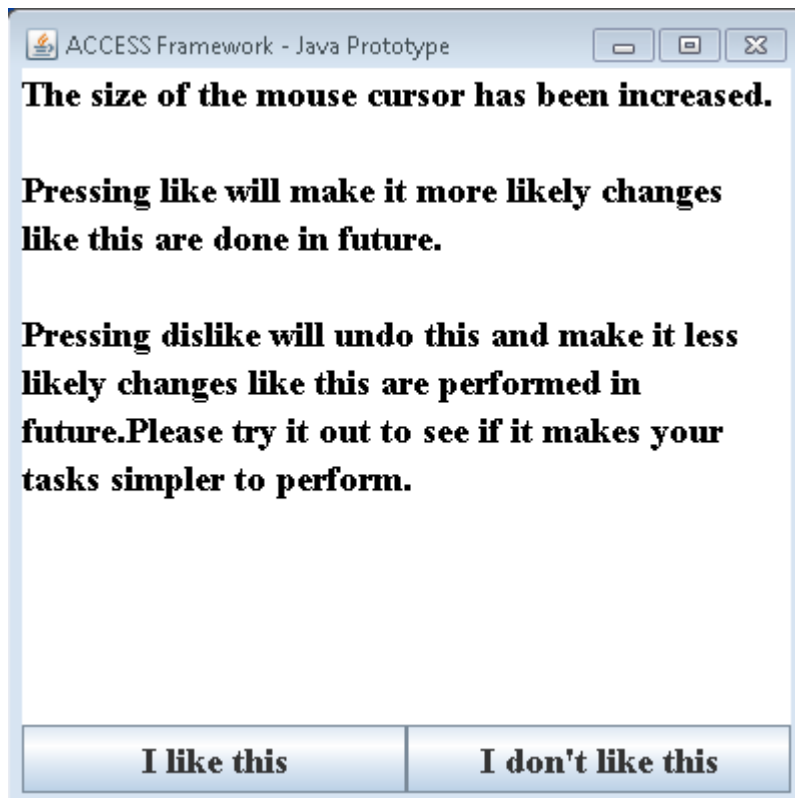 ACCESS Framework - Java Prototype
The size of the mouse cursor has been increased.
Pressing like will make it more likely changes
like this are done in future.
Pressing dislike will undo this and make it less
likely changes like this are performed in
future.Please try it out to see if it makes your
tasks simpler to perform.
I like this
I don't like this